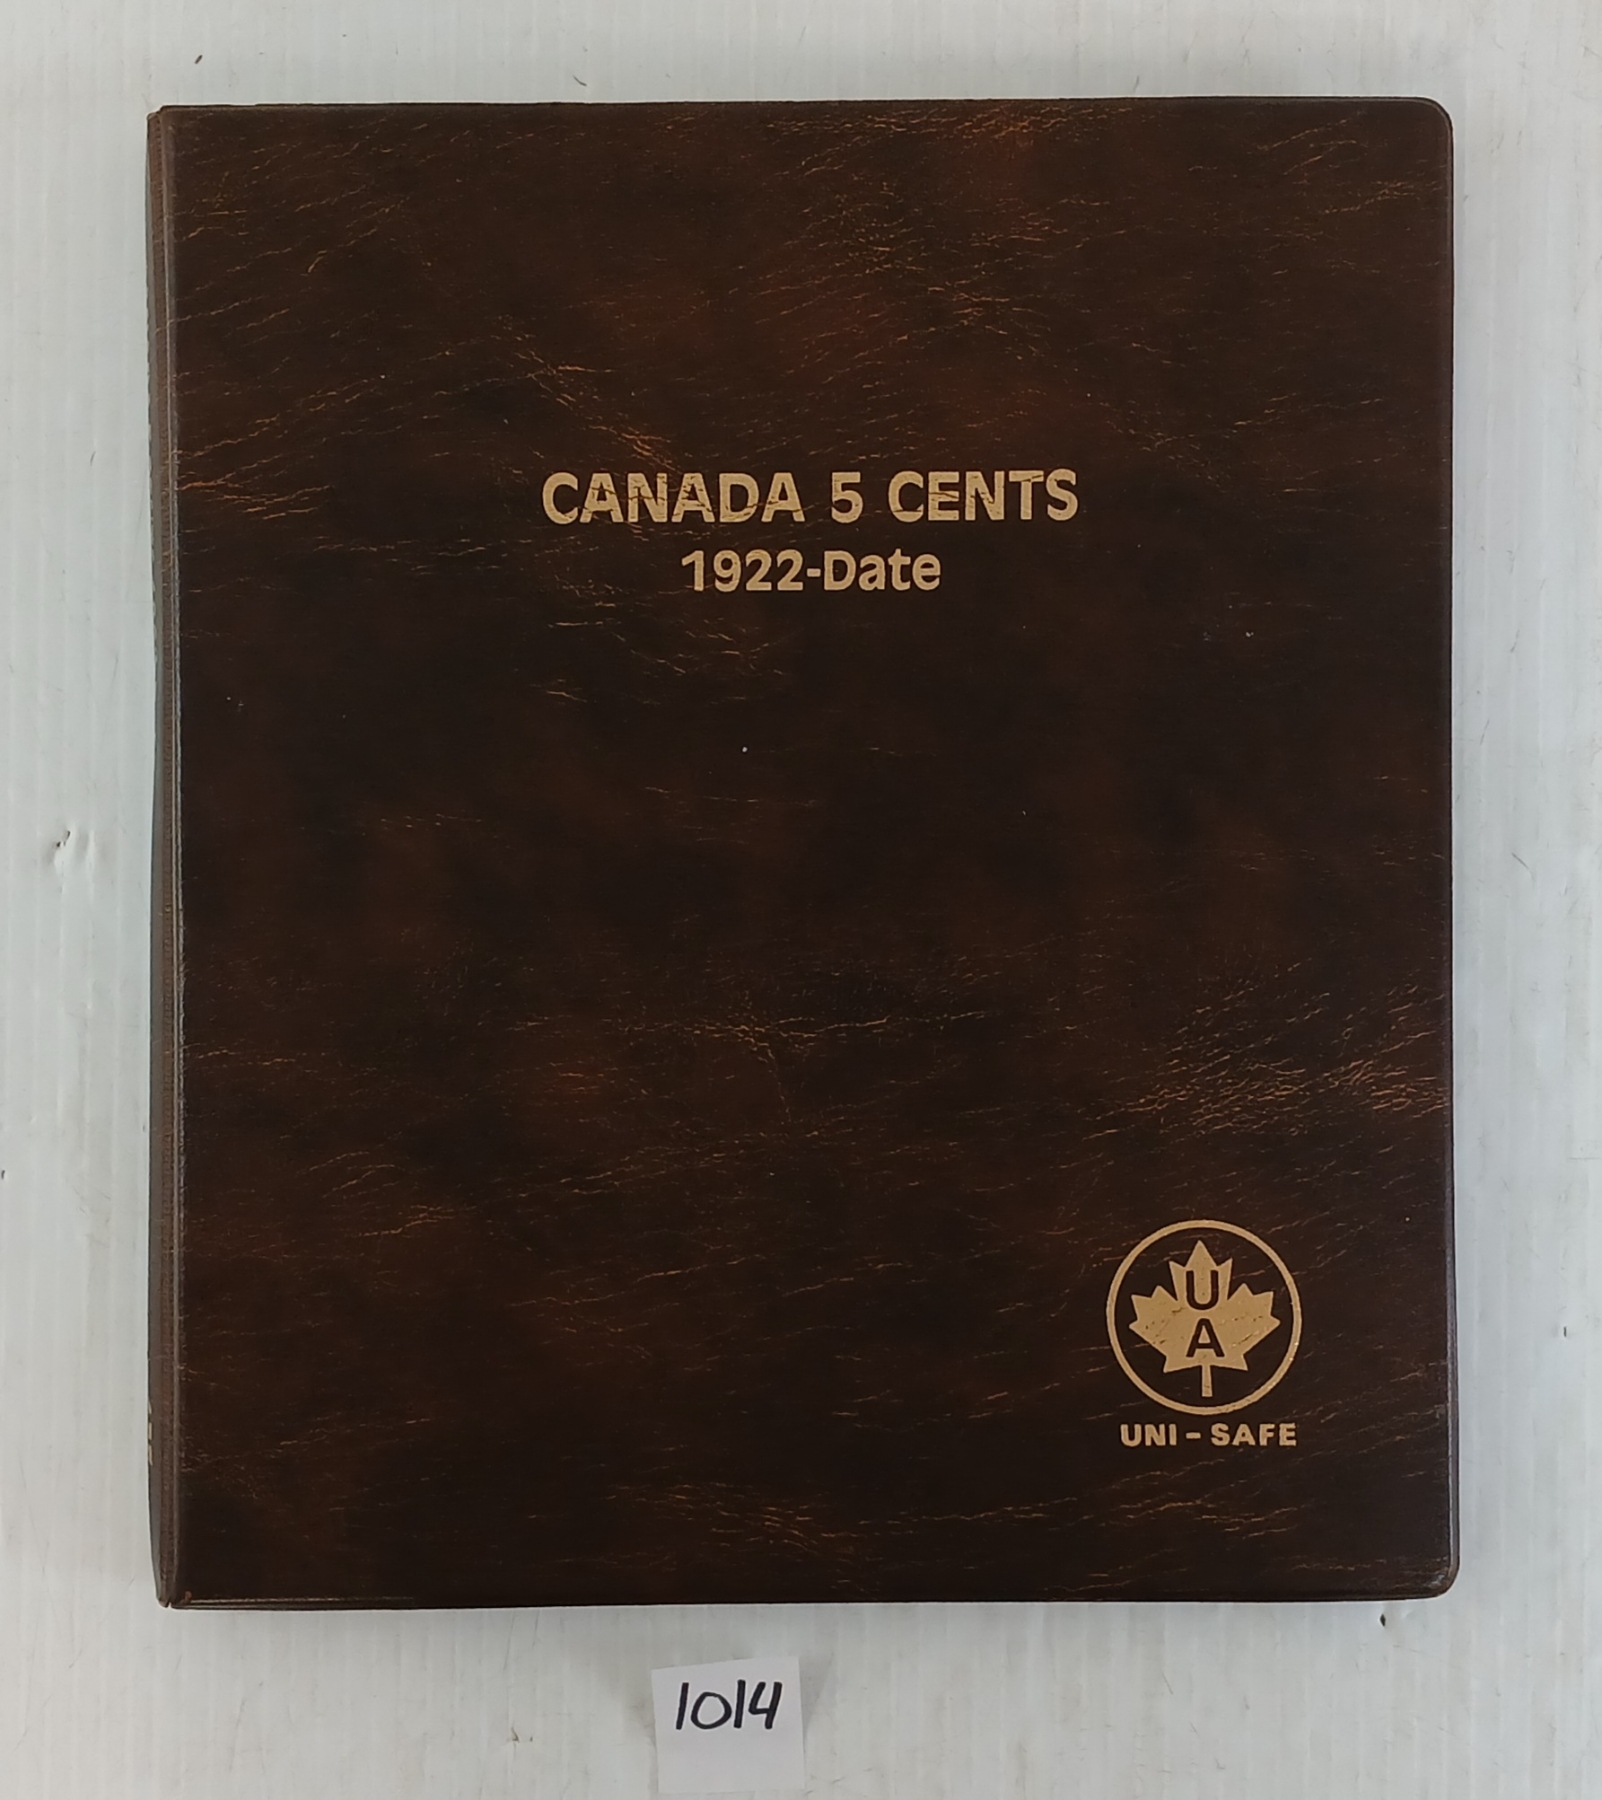 CANADA 5 CENTS
1922-Date
U
A
UNI-SAFE
1014